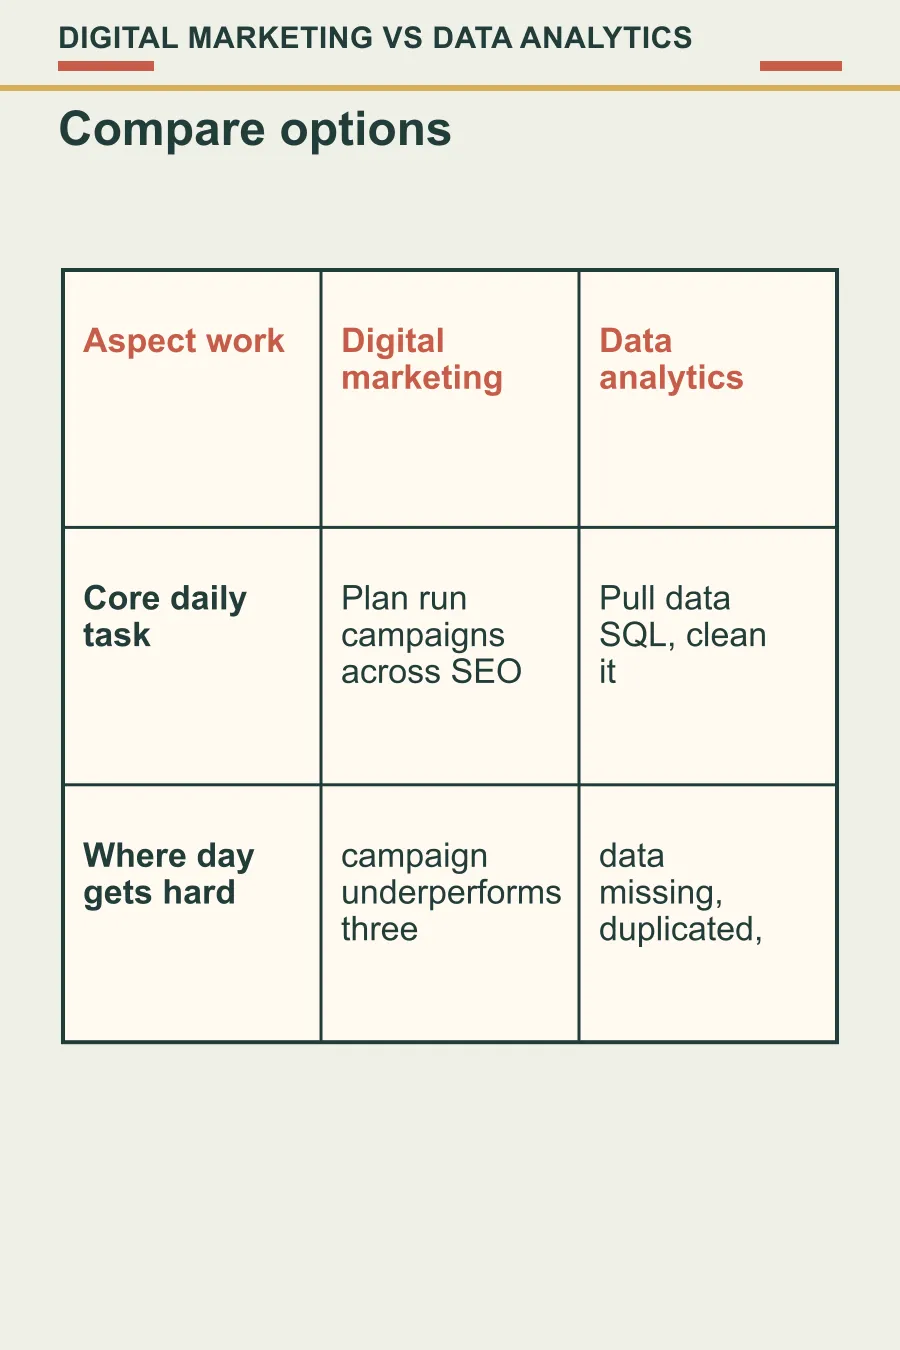 DIGITAL MARKETING VS DATA ANALYTICS
Compare options
Aspect work
Digital
marketing
Data
analytics
Core daily
task
Plan run
campaigns
across SEO
Pull data
SQL, clean
it
Where day
gets hard
campaign
underperforms
three
data
missing,
duplicated,